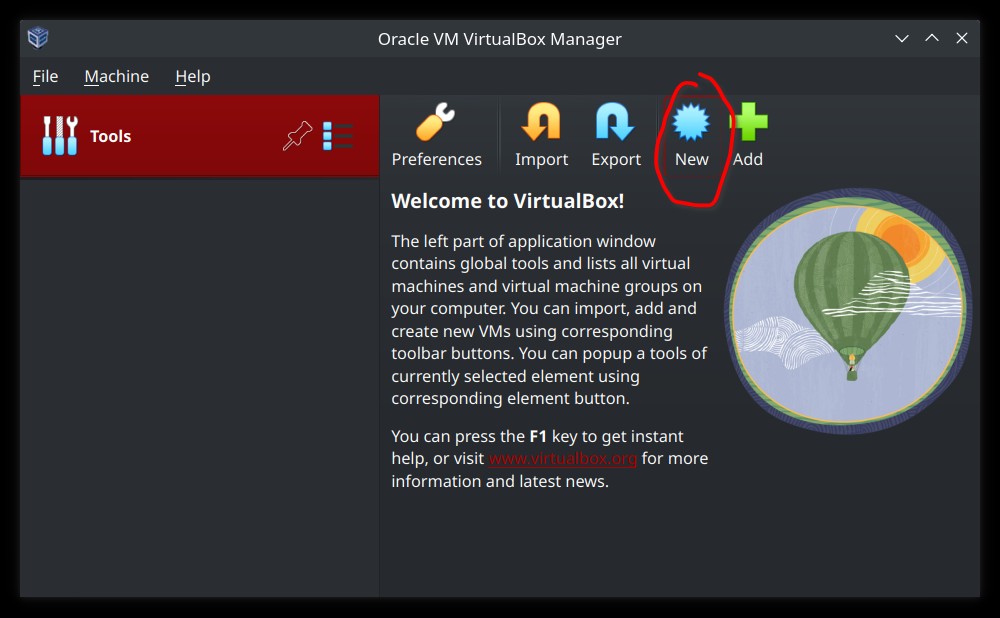 Oracle VM VirtualBox Manager
File Machine Help
Tools
Preferences Import Export New Add
Welcome to VirtualBox!
The left part of application window
contains global tools and lists all virtual
machines and virtual machine groups on
your computer. You can import, add and
create new VMs using corresponding
toolbar buttons. You can popup a tools of
currently selected element using
corresponding element button.
You can press the F1 key to get instant
help, or visit www.virtualbox.org for more
information and latest news.